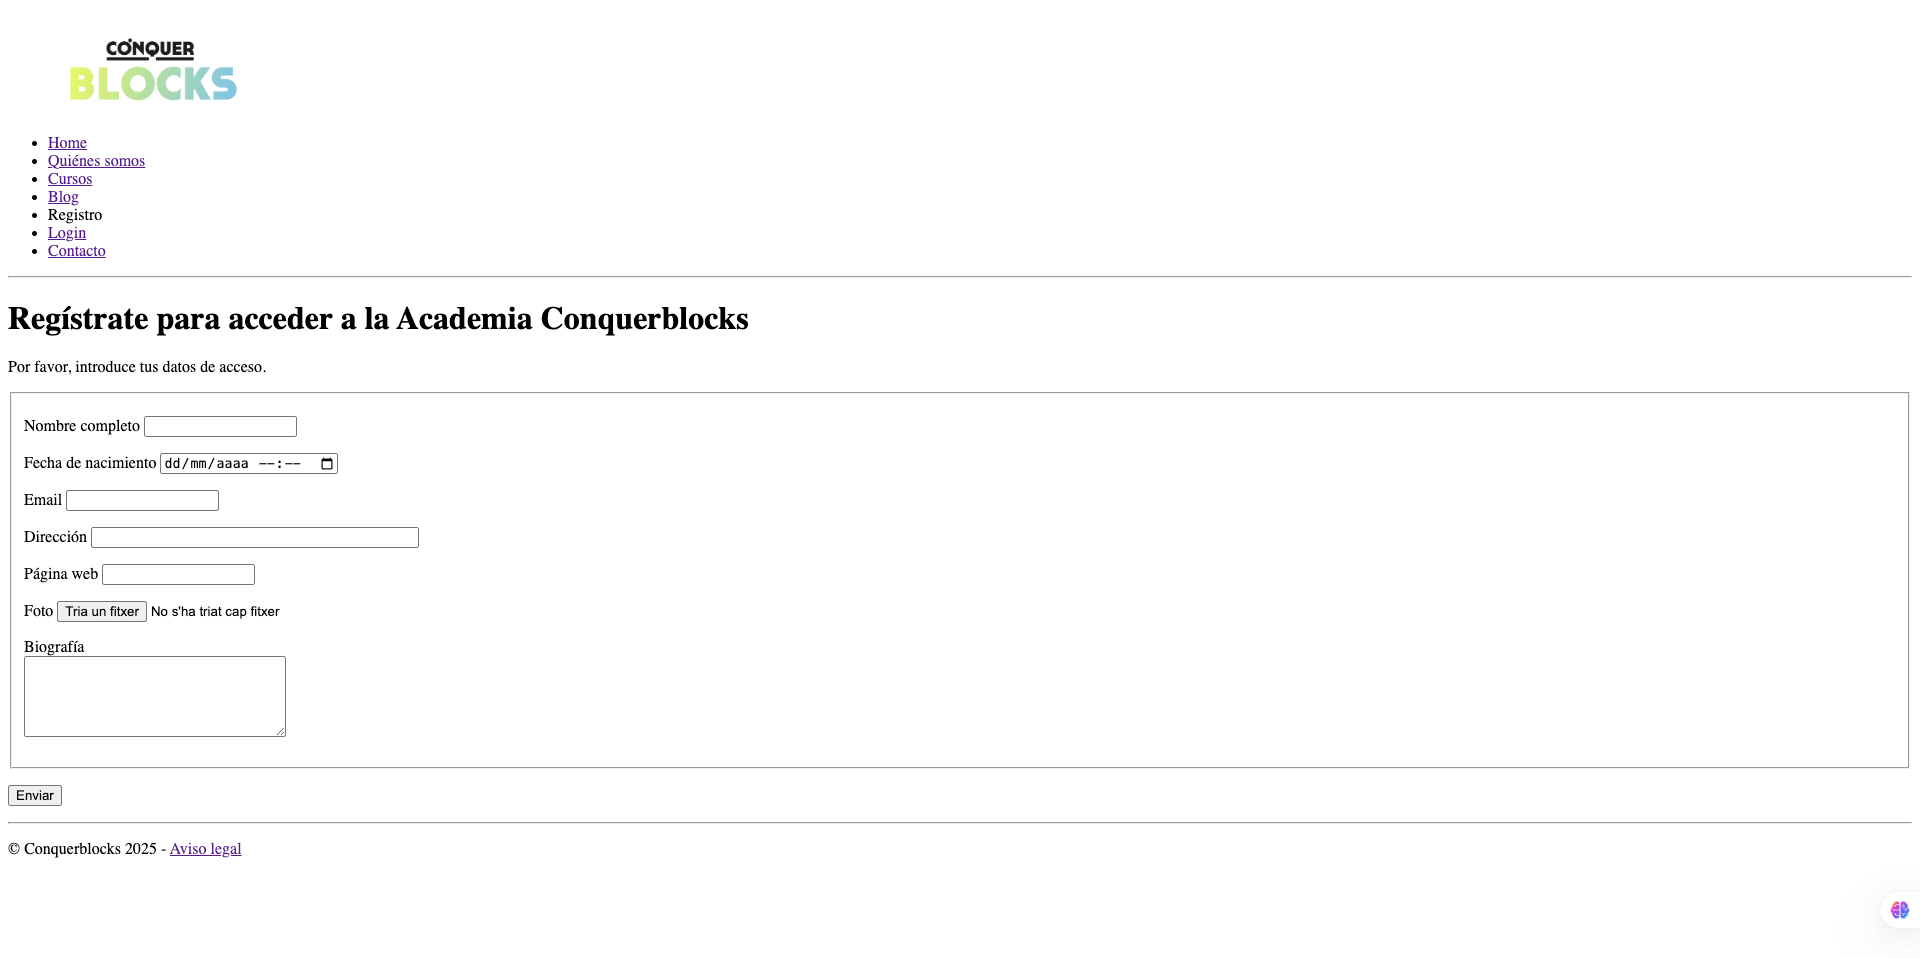 CONQUER
BLOCKS
Home
Quiénes somos
Cursos
Blog
Registro
Login
Contacto
Regístrate para acceder a la Academia Conquerblocks
Por favor, introduce tus datos de acceso.
Nombre completo
Fecha de nacimiento dd/mm/aaaa --:--
Email
Dirección
Página web
Foto Tria un fitxer No s'ha triat cap fitxer
Biografía
Enviar
© Conquerblocks 2025 - Aviso legal